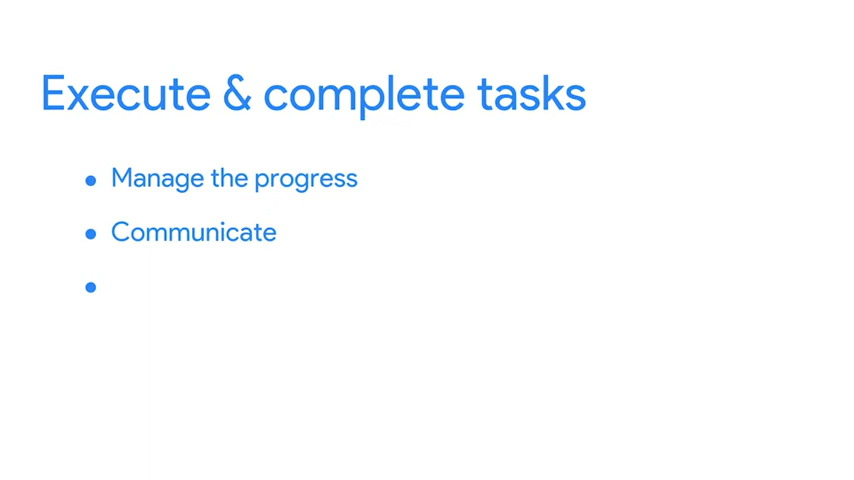 Execute & complete tasks
• Manage the progress
• Communicate
•